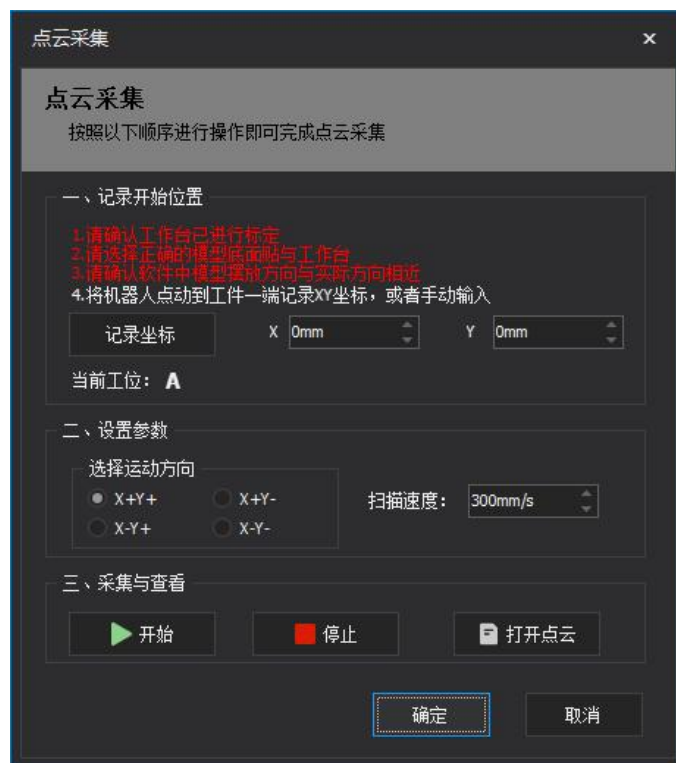 点云采集
点云采集
按照以下顺序进行操作即可完成点云采集
一、记录开始位置
1.请确认工作台已进行标定
2.请选择正确的模型底面贴与工作台
3.请确认软件中模型摆放方向与实际方向相近
4.将机器人点动到工件一端记录XY坐标，或者手动输入
记录坐标 X 0mm Y 0mm
当前工位： A
二、设置参数
选择运动方向
X+Y+ X+Y- 扫描速度： 300mm/s
X-Y+ X-Y-
三、采集与查看
开始 停止 打开点云
确定 取消